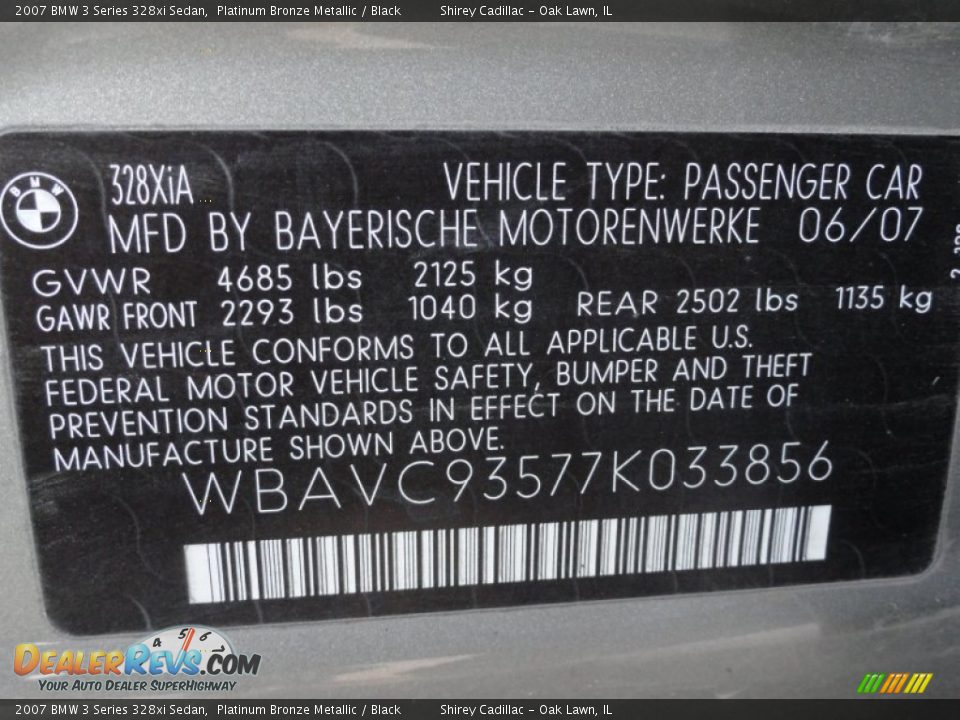 2007 BMW 3 Series 328xi Sedan, Platinum Bronze Metallic / Black Shirey Cadillac - Oak Lawn, IL
BMW
328XiA VEHICLE TYPE: PASSENGER CAR
MFD BY BAYERISCHE MOTORENWERKE 06/07
GVWR 4685 lbs 2125 kg
GAWR FRONT 2293 lbs 1040 kg REAR 2502 lbs 1135 kg
THIS VEHICLE CONFORMS TO ALL APPLICABLE U.S.
FEDERAL MOTOR VEHICLE SAFETY, BUMPER AND THEFT
PREVENTION STANDARDS IN EFFECT ON THE DATE OF
MANUFACTURE SHOWN ABOVE.
WBAVC93577K033856
4 5 6
DEALERREVS.COM
YOUR AUTO DEALER SUPERHIGHWAY
2007 BMW 3 Series 328xi Sedan, Platinum Bronze Metallic / Black Shirey Cadillac - Oak Lawn, IL